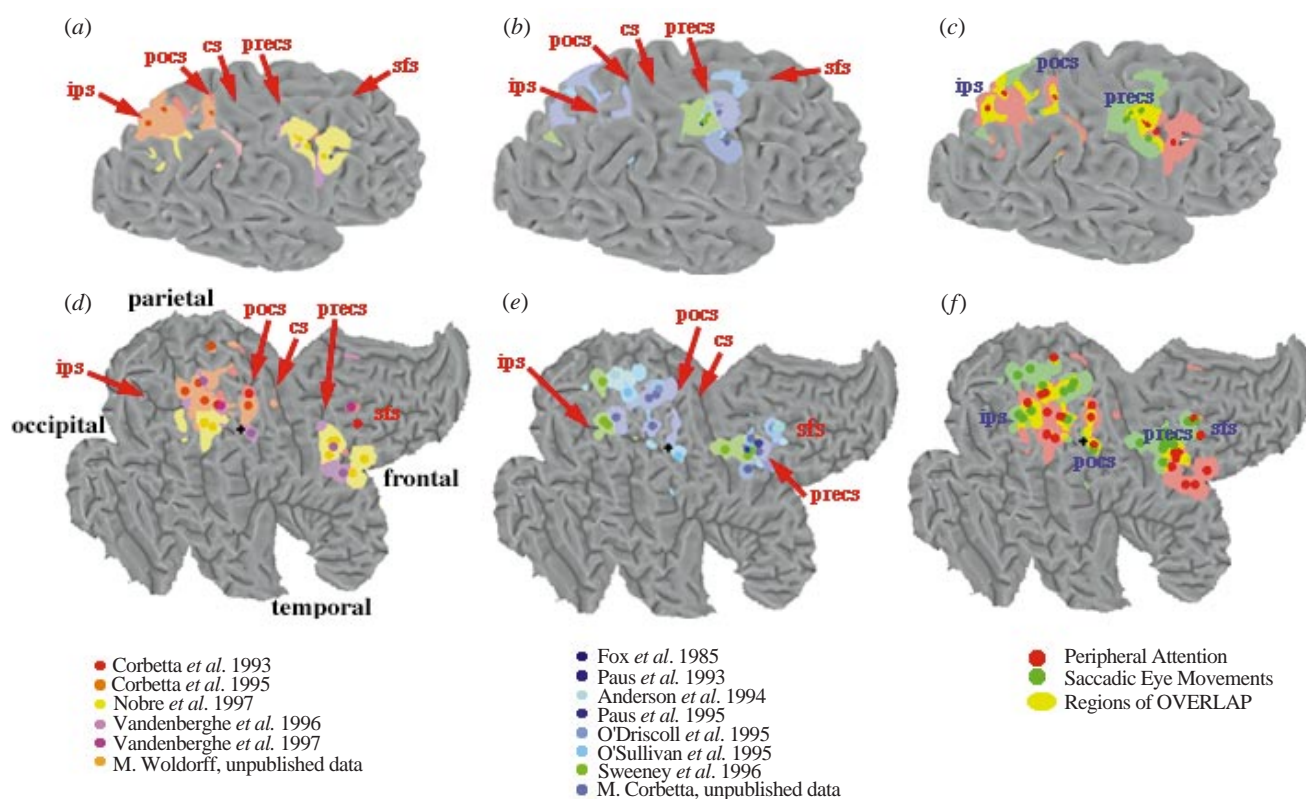 (a)
ips
pocs
cs
precs
sfs
(b)
ips
pocs
cs
precs
sfs
(c)
ips
pocs
precs
(d)
parietal
occipital
ips
pocs
cs
precs
sfs
frontal
temporal
(e)
ips
pocs
cs
sfs
precs
(f)
ips
pocs
precs
sfs
Corbetta et al. 1993
Corbetta et al. 1995
Nobre et al. 1997
Vandenberghe et al. 1996
Vandenberghe et al. 1997
M. Woldorff, unpublished data
Fox et al. 1985
Paus et al. 1993
Anderson et al. 1994
Paus et al. 1995
O'Driscoll et al. 1995
O'Sullivan et al. 1995
Sweeney et al. 1996
M. Corbetta, unpublished data
Peripheral Attention
Saccadic Eye Movements
Regions of OVERLAP